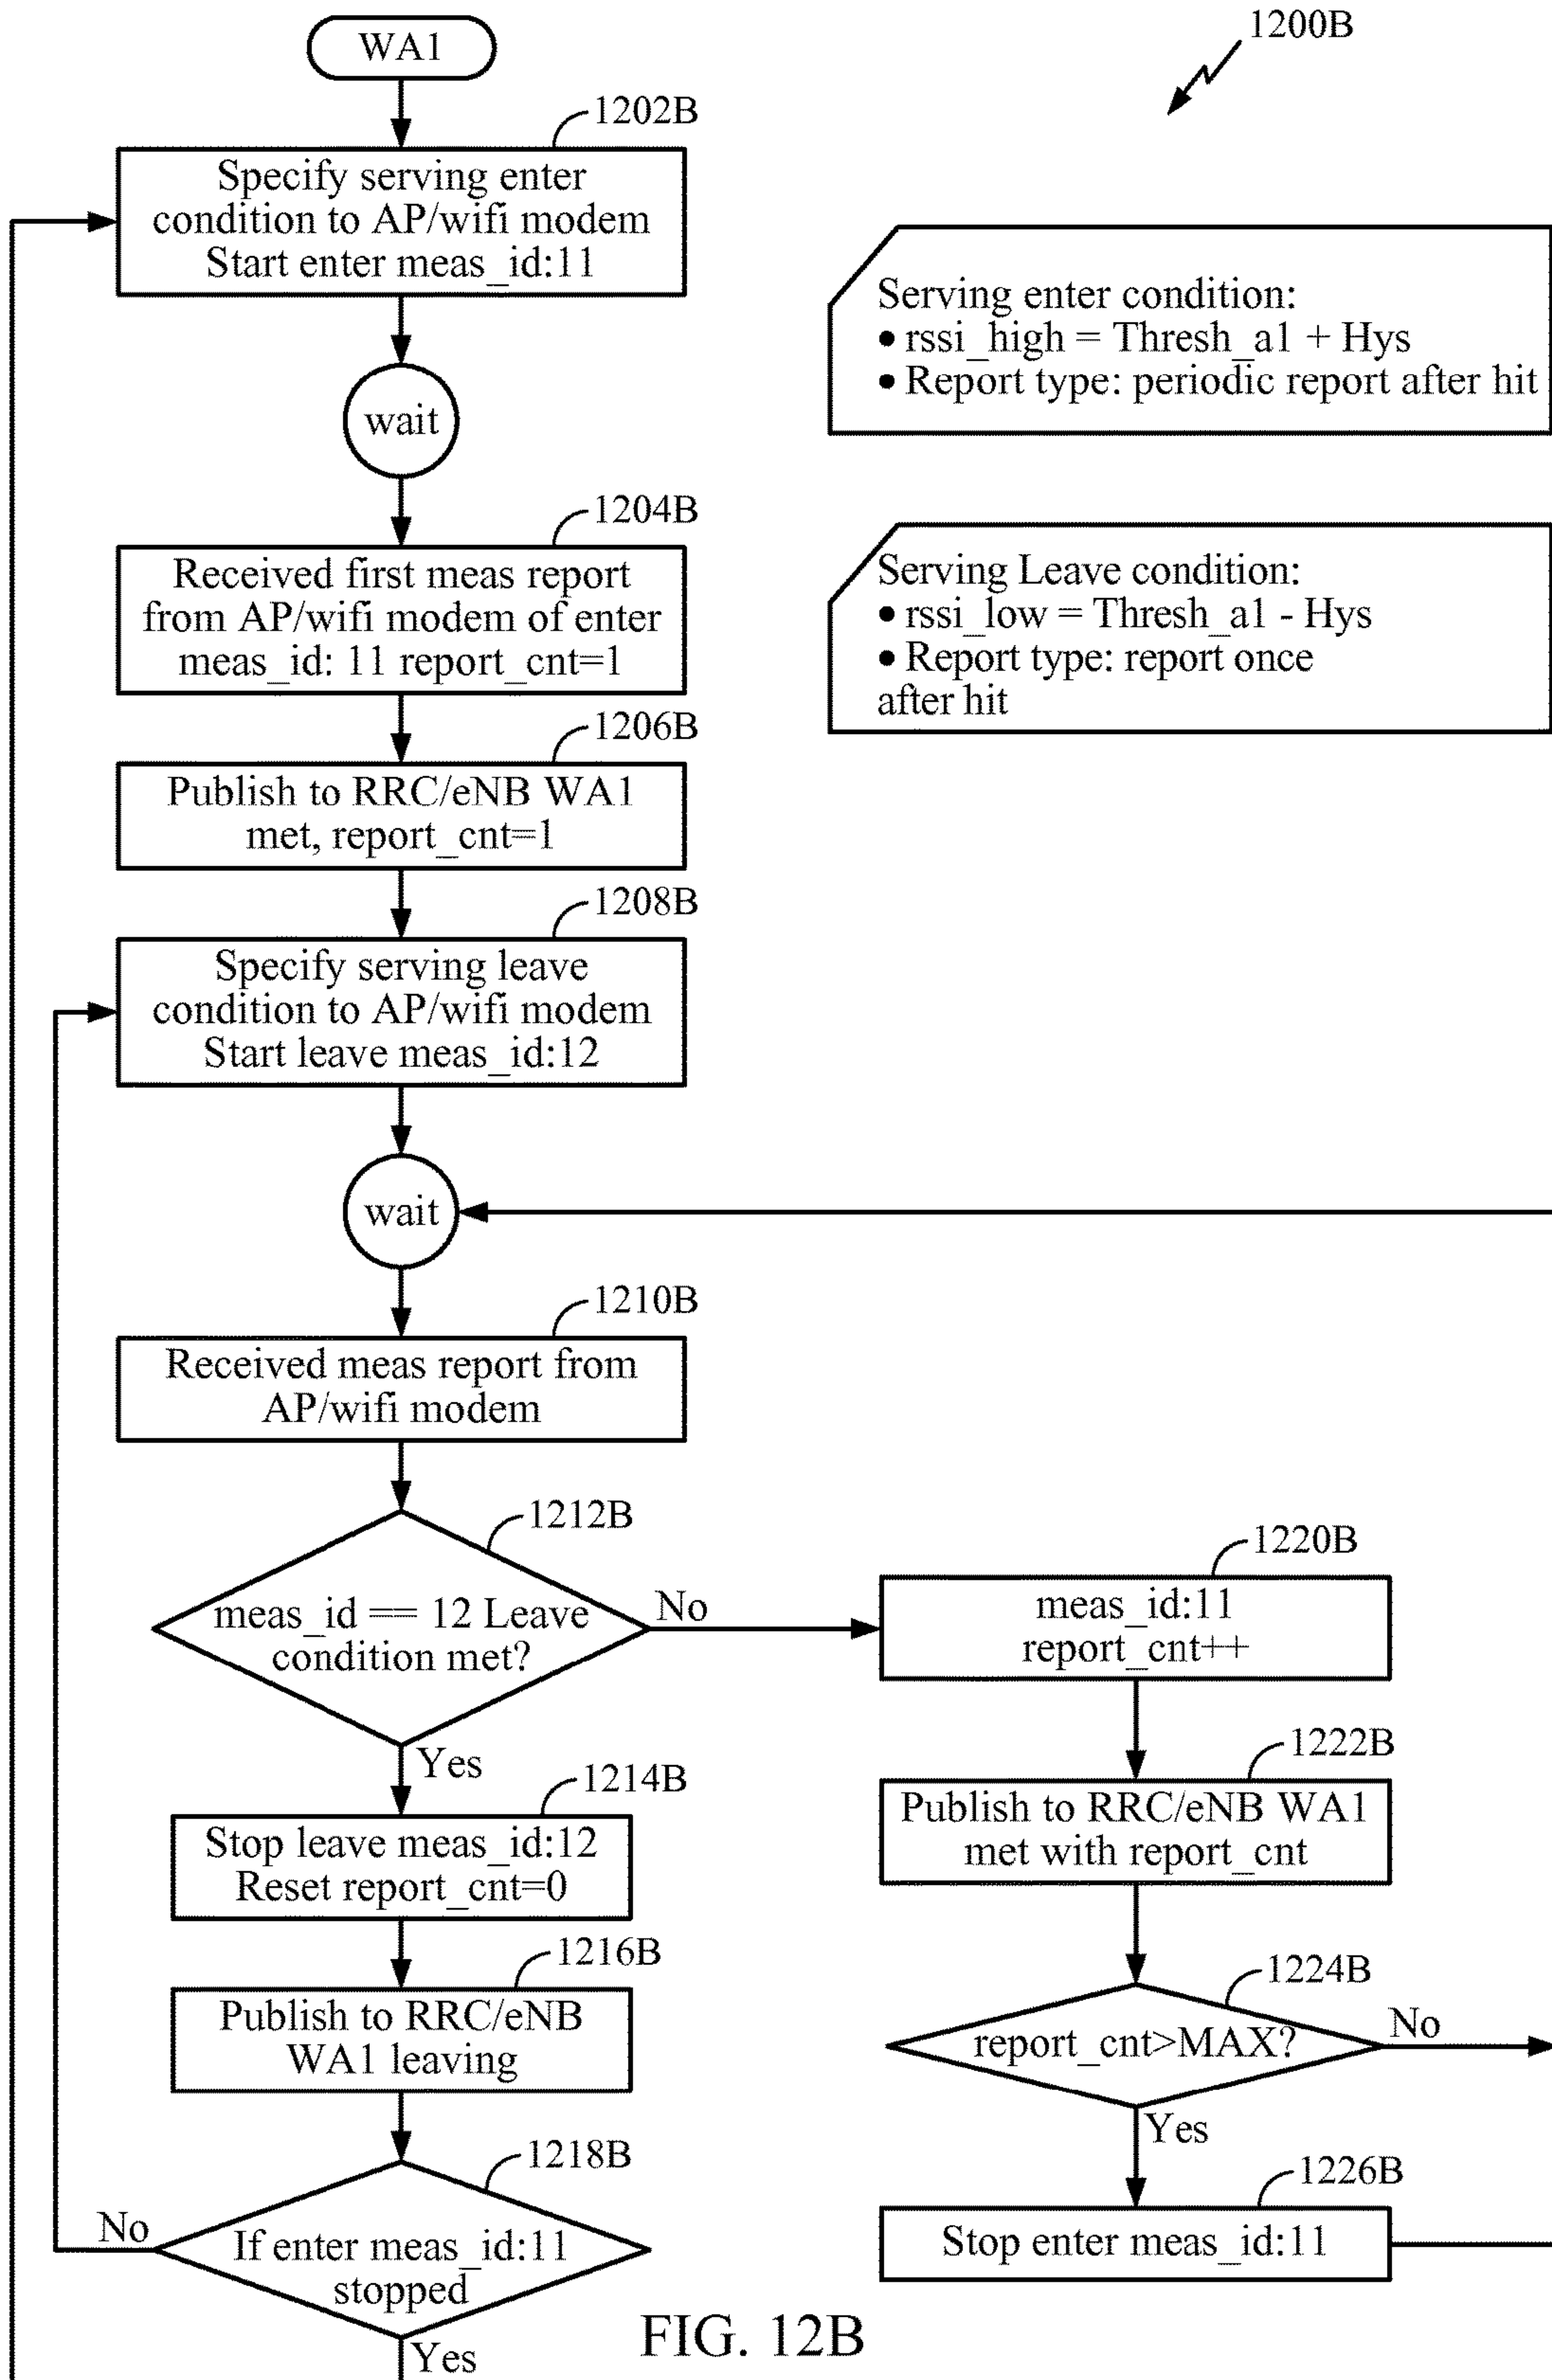 WA1
1200B
1202B
Specify serving enter
condition to AP/wifi modem
Start enter meas_id:11
Serving enter condition:
• rssi_high = Thresh_a1 + Hys
• Report type: periodic report after hit
wait
1204B
Received first meas report
from AP/wifi modem of enter
meas_id: 11 report_cnt=1
Serving Leave condition:
• rssi_low = Thresh_a1 - Hys
• Report type: report once
after hit
1206B
Publish to RRC/eNB WA1
met, report_cnt=1
1208B
Specify serving leave
condition to AP/wifi modem
Start leave meas_id:12
wait
1210B
Received meas report from
AP/wifi modem
1212B
meas_id == 12 Leave
condition met?
No
Yes
1220B
meas_id:11
report_cnt++
1214B
Stop leave meas_id:12
Reset report_cnt=0
1222B
Publish to RRC/eNB WA1
met with report_cnt
1216B
Publish to RRC/eNB
WA1 leaving
1224B
report_cnt>MAX?
No
Yes
1218B
If enter meas_id:11
stopped
No
Yes
1226B
Stop enter meas_id:11
FIG. 12B